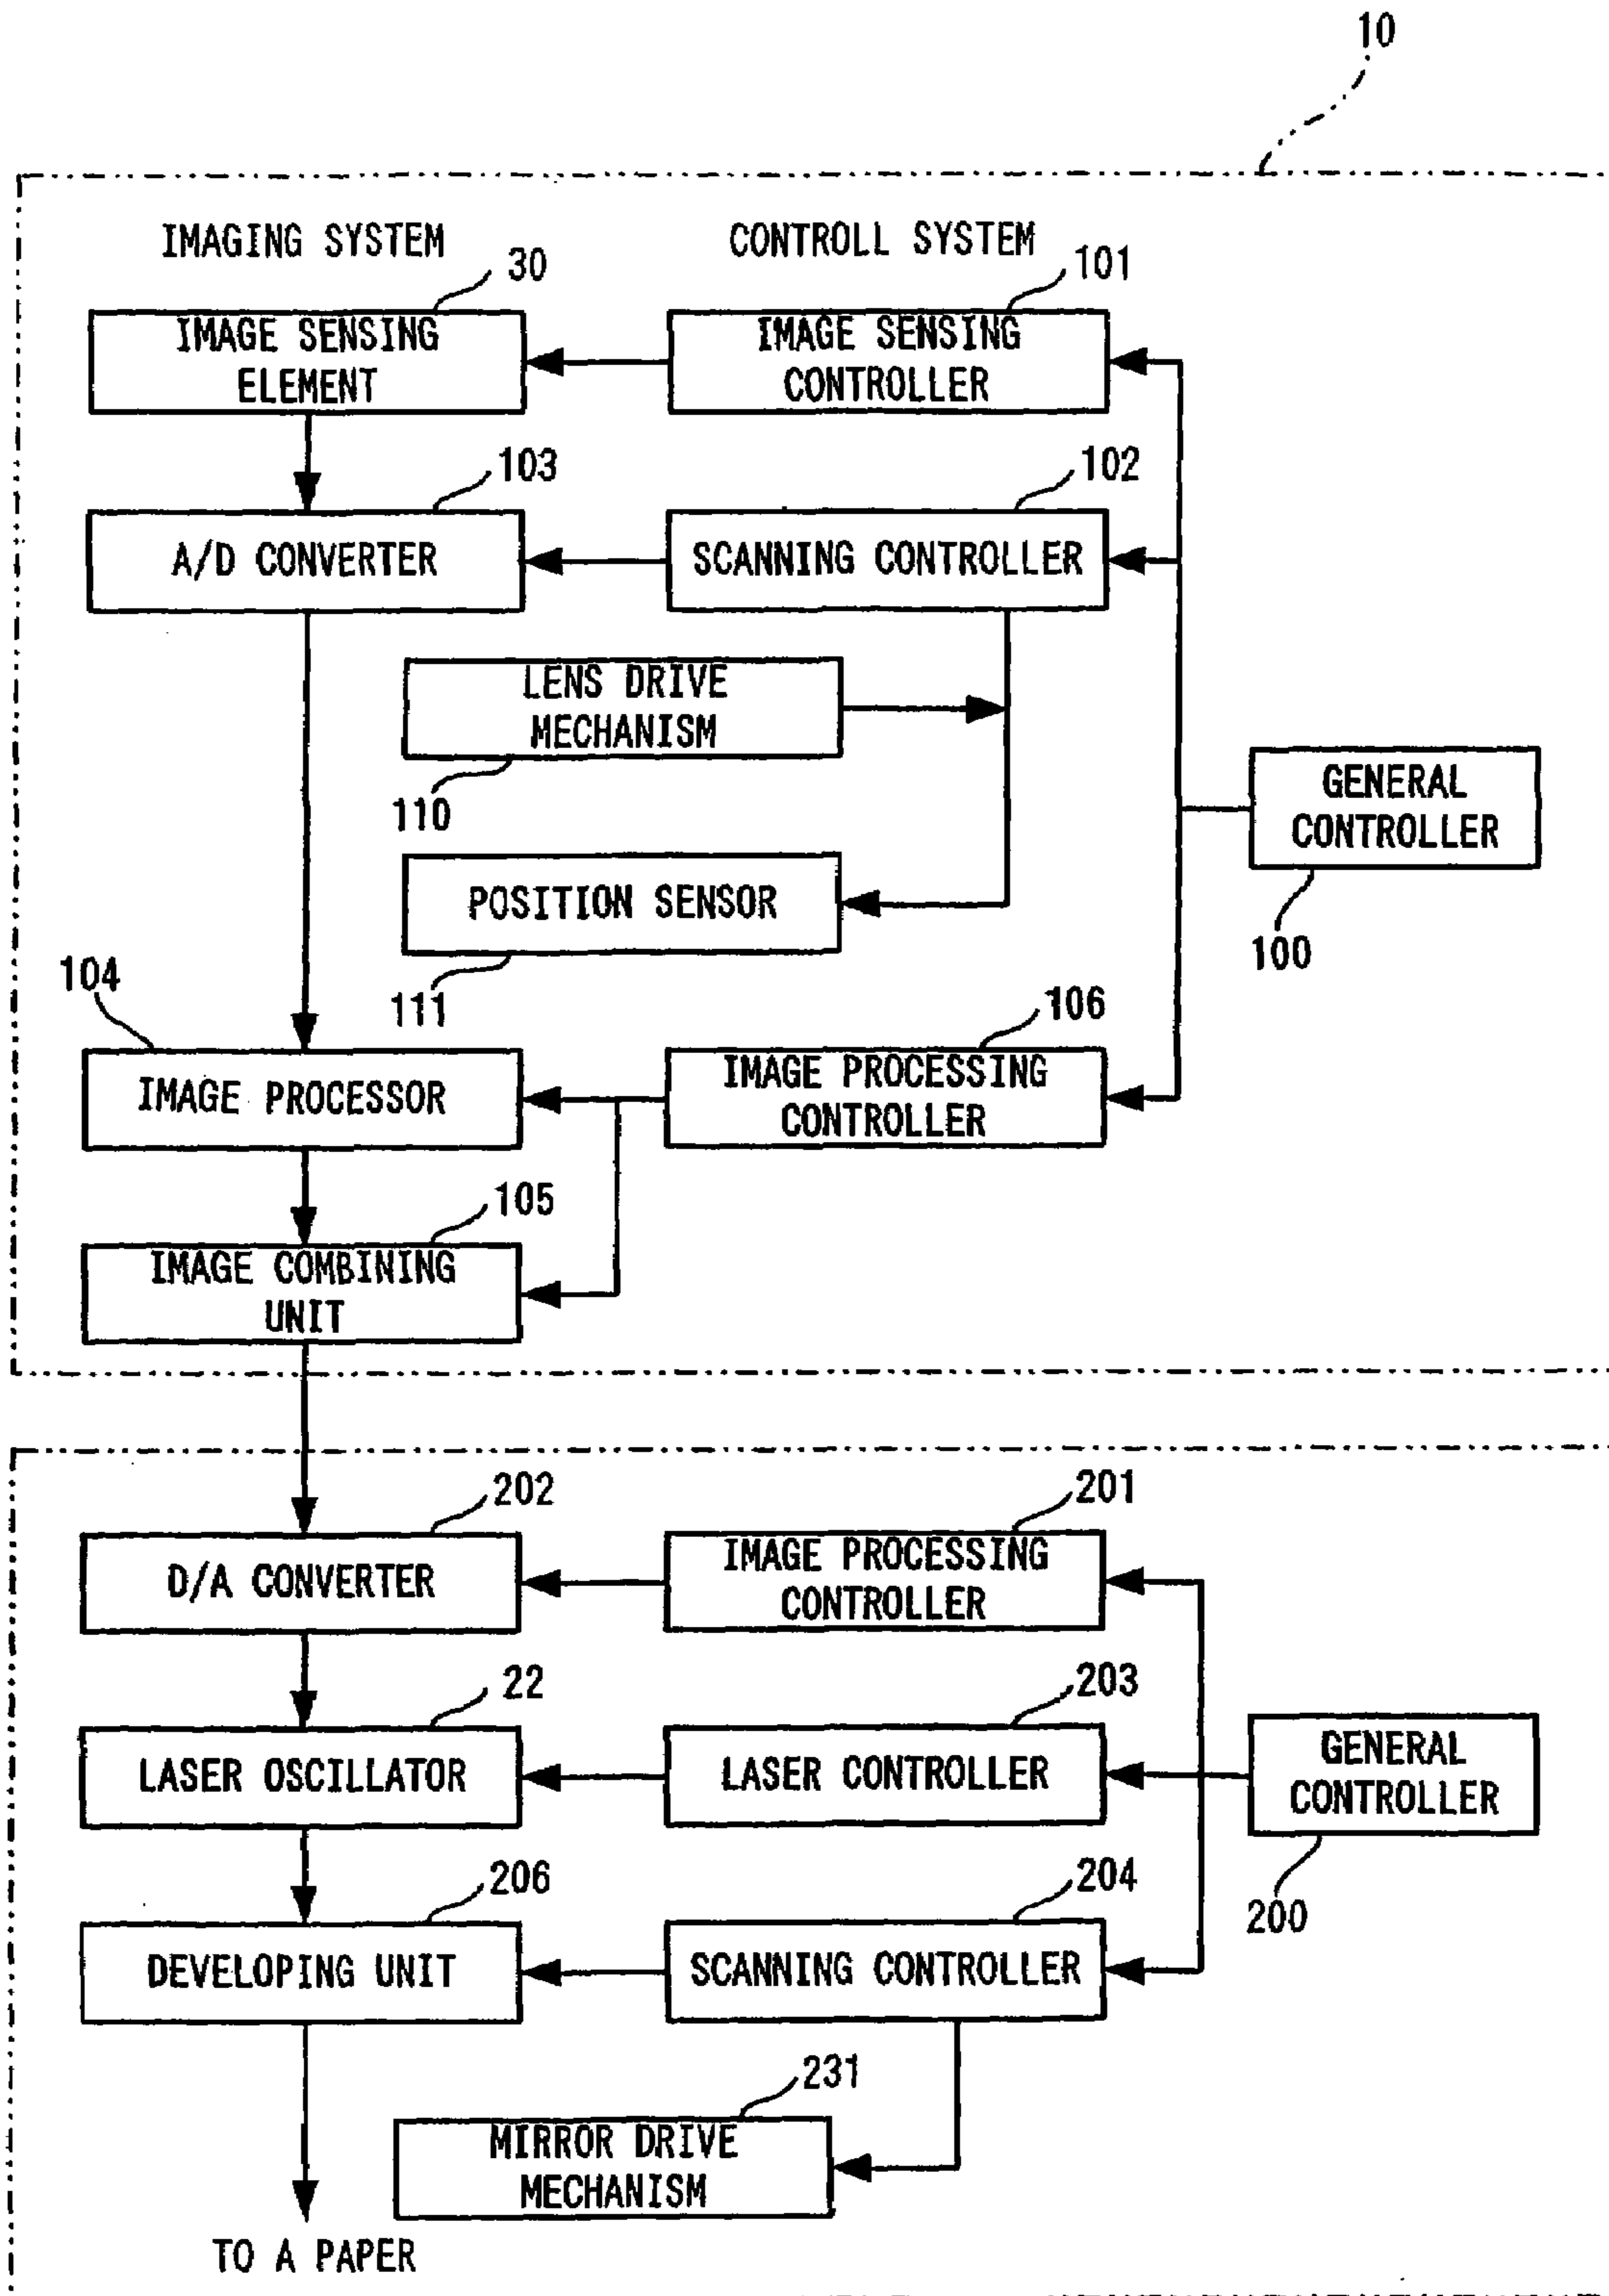 10
IMAGING SYSTEM
CONTROLL SYSTEM
30
101
IMAGE SENSING
ELEMENT
IMAGE SENSING
CONTROLLER
103
102
A/D CONVERTER
SCANNING CONTROLLER
LENS DRIVE
MECHANISM
110
GENERAL
CONTROLLER
100
POSITION SENSOR
111
104
106
IMAGE PROCESSOR
IMAGE PROCESSING
CONTROLLER
105
IMAGE COMBINING
UNIT
202
201
D/A CONVERTER
IMAGE PROCESSING
CONTROLLER
22
203
LASER OSCILLATOR
LASER CONTROLLER
GENERAL
CONTROLLER
200
206
204
DEVELOPING UNIT
SCANNING CONTROLLER
231
MIRROR DRIVE
MECHANISM
TO A PAPER